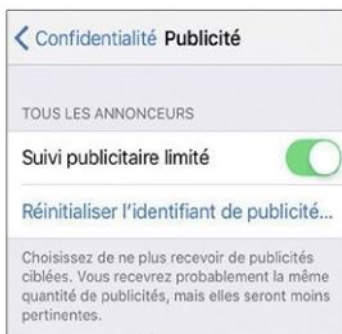 Confidentialité Publicité
TOUS LES ANNONCEURS
Suivi publicitaire limité
Réinitialiser l'identifiant de publicité...
Choisissez de ne plus recevoir de publicités
ciblées. Vous recevrez probablement la même
quantité de publicités, mais elles seront moins
pertinentes.